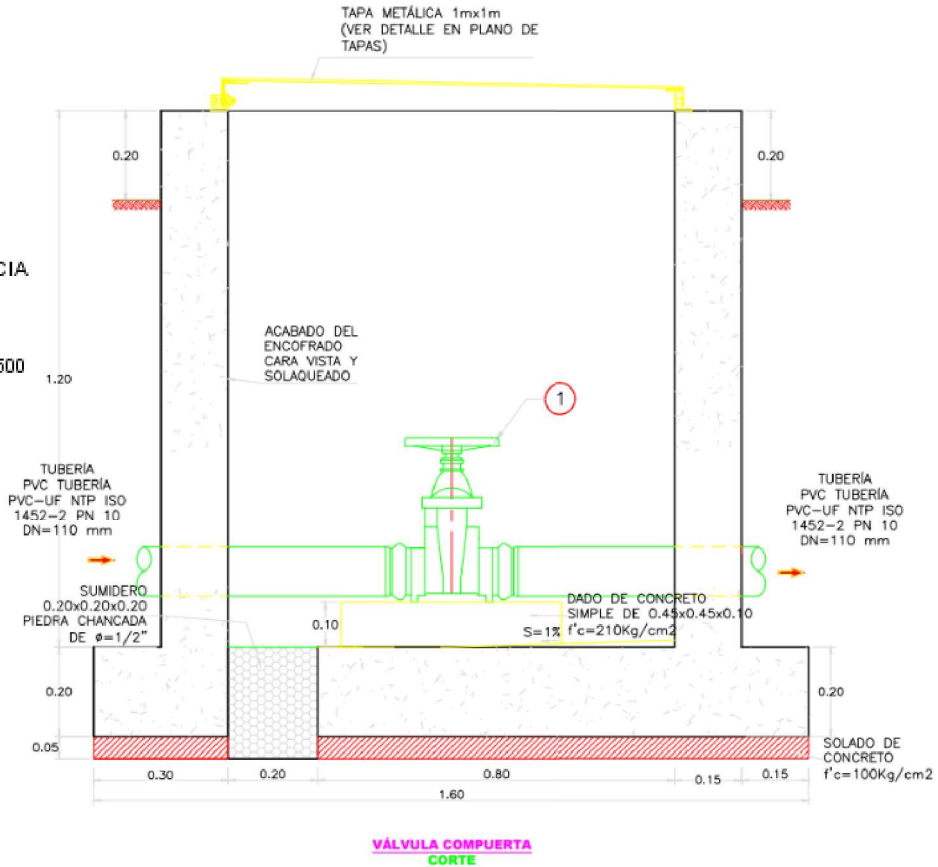 TAPA METÁLICA 1mx1m
(VER DETALLE EN PLANO DE
TAPAS)
0.20
0.20
CIA
500
1.20
ACABADO DEL
ENCOFRADO
CARA VISTA Y
SOLAQUEADO
1
TUBERÍA
PVC TUBERÍA
PVC-UF NTP ISO
1452-2 PN 10
DN=110 mm
TUBERÍA
PVC TUBERÍA
PVC-UF NTP ISO
1452-2 PN 10
DN=110 mm
SUMIDERO
0.20x0.20x0.20
PIEDRA CHANCADA
DE ø=1/2"
0.10
DADO DE CONCRETO
SIMPLE DE 0.45x0.45x0.10
f'c=210Kg/cm2
S=1%
0.20
0.20
0.05
SOLADO DE
CONCRETO
f'c=100Kg/cm2
0.30
0.20
0.80
0.15
0.15
1.60
VÁLVULA COMPUERTA
CORTE